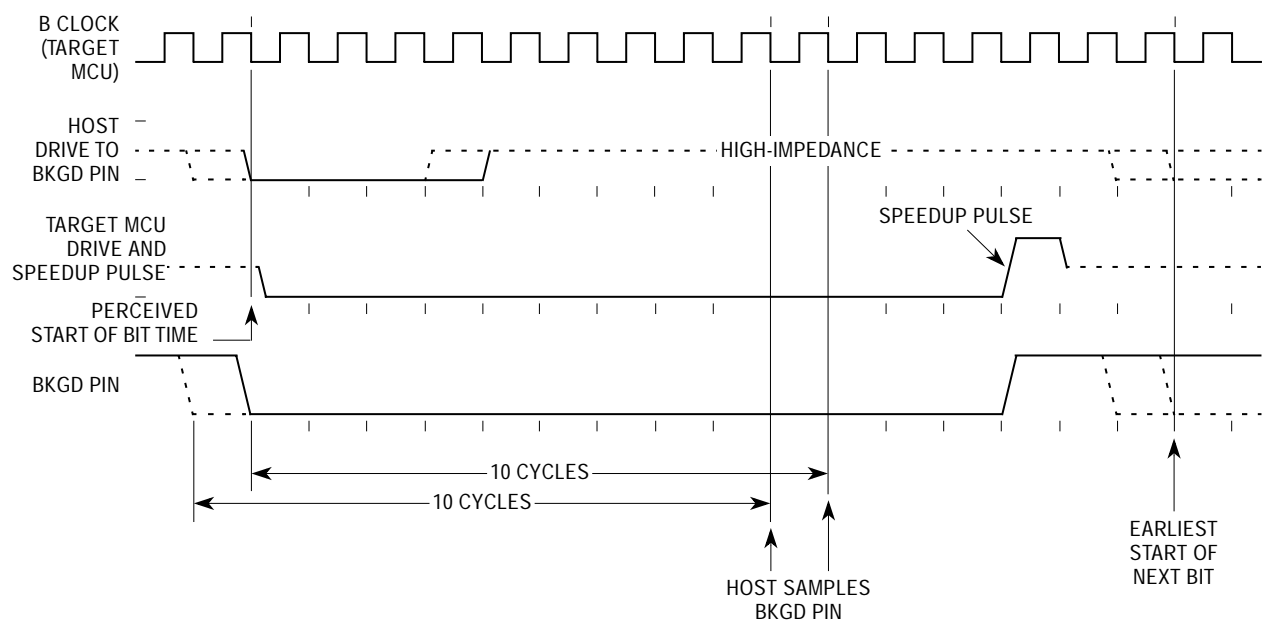 B CLOCK
(TARGET
MCU)
HOST
DRIVE TO
BKGD PIN
HIGH-IMPEDANCE
TARGET MCU
DRIVE AND
SPEEDUP PULSE
SPEEDUP PULSE
PERCEIVED
START OF BIT TIME
BKGD PIN
10 CYCLES
10 CYCLES
HOST SAMPLES
BKGD PIN
EARLIEST
START OF
NEXT BIT